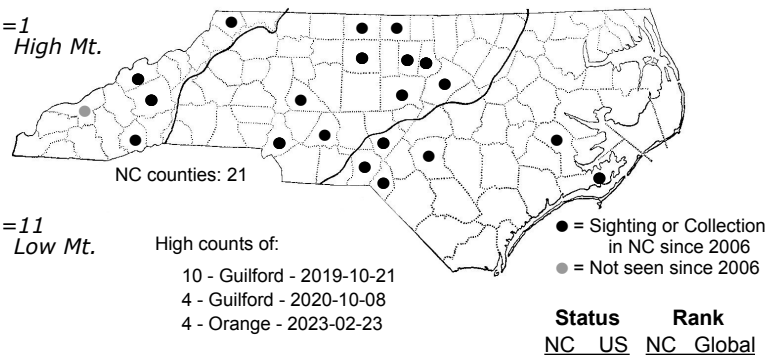 =1
High Mt.
NC counties: 21
=11
Low Mt.
High counts of:
10 - Guilford - 2019-10-21
4 - Guilford - 2020-10-08
4 - Orange - 2023-02-23
● = Sighting or Collection
in NC since 2006
● = Not seen since 2006
Status Rank
NC US NC Global